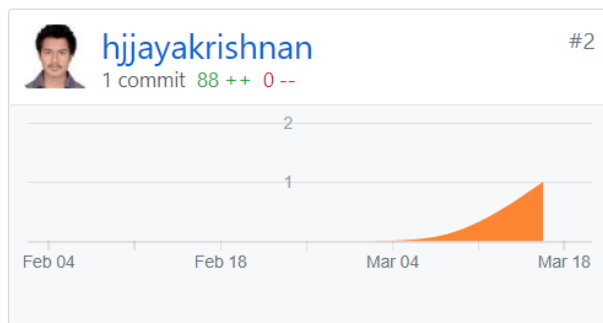 hjjayakrishnan #2
1 commit 88 ++ 0 --
2
1
Feb 04 Feb 18 Mar 04 Mar 18